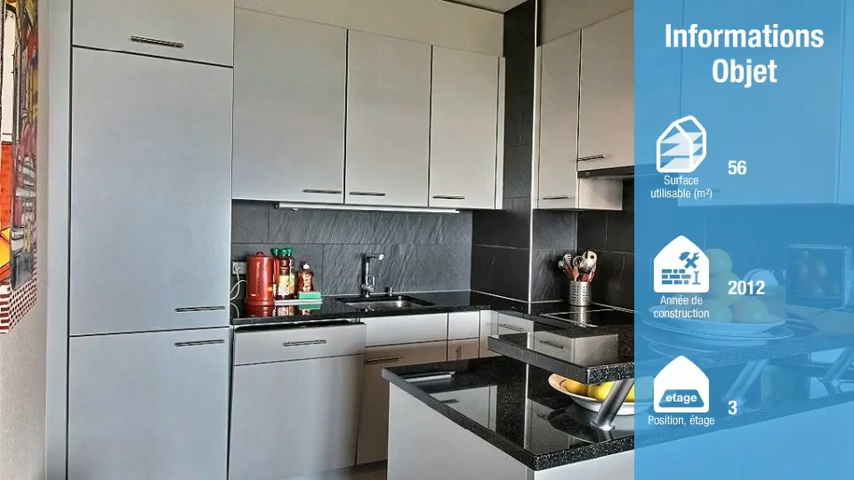 Informations
Objet
Surface
utilisable (m²)
56
Année de
construction
2012
etage
Position, étage
3